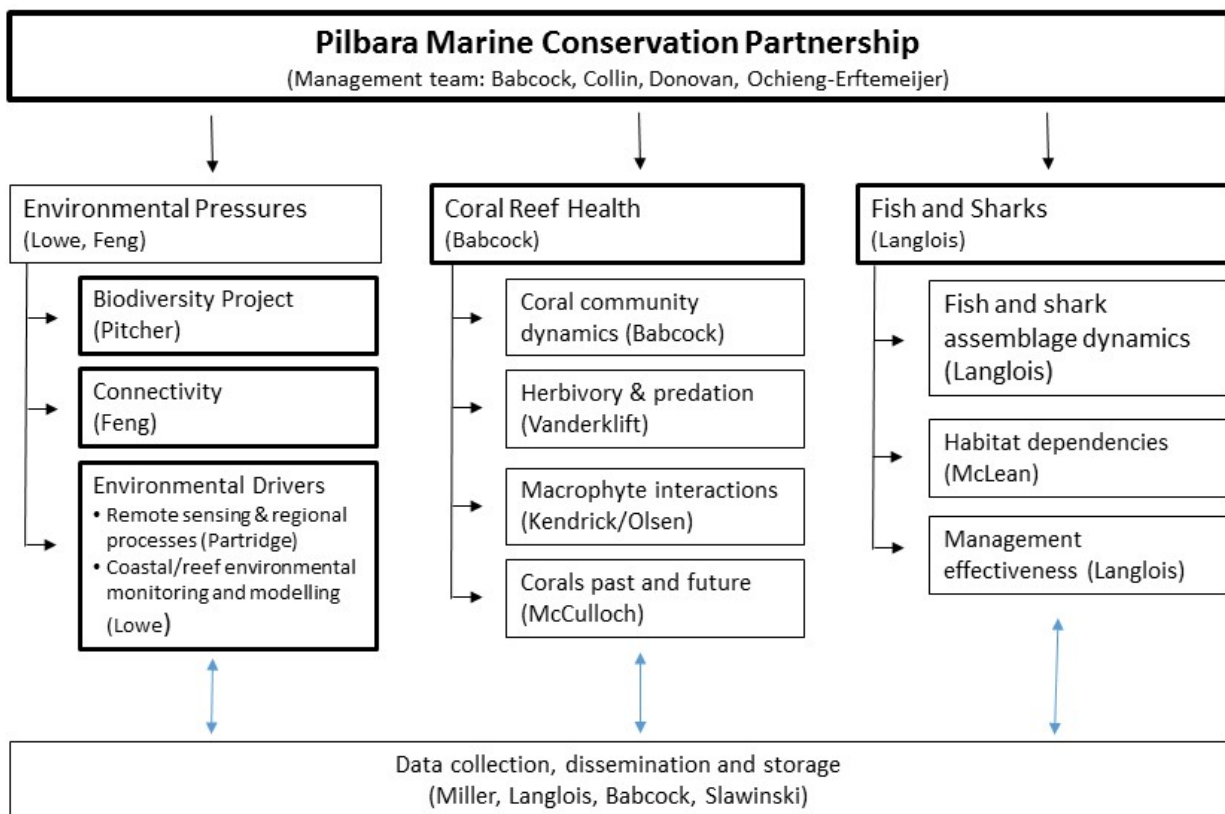 Pilbara Marine Conservation Partnership
(Management team: Babcock, Collin, Donovan, Ochieng-Erftemeijer)
Environmental Pressures
(Lowe, Feng)
Biodiversity Project
(Pitcher)
Connectivity
(Feng)
Environmental Drivers
• Remote sensing & regional
processes (Partridge)
• Coastal/reef environmental
monitoring and modelling
(Lowe)
Coral Reef Health
(Babcock)
Coral community
dynamics (Babcock)
Herbivory & predation
(Vanderklift)
Macrophyte interactions
(Kendrick/Olsen)
Corals past and future
(McCulloch)
Fish and Sharks
(Langlois)
Fish and shark
assemblage dynamics
(Langlois)
Habitat dependencies
(McLean)
Management
effectiveness (Langlois)
Data collection, dissemination and storage
(Miller, Langlois, Babcock, Slawinski)